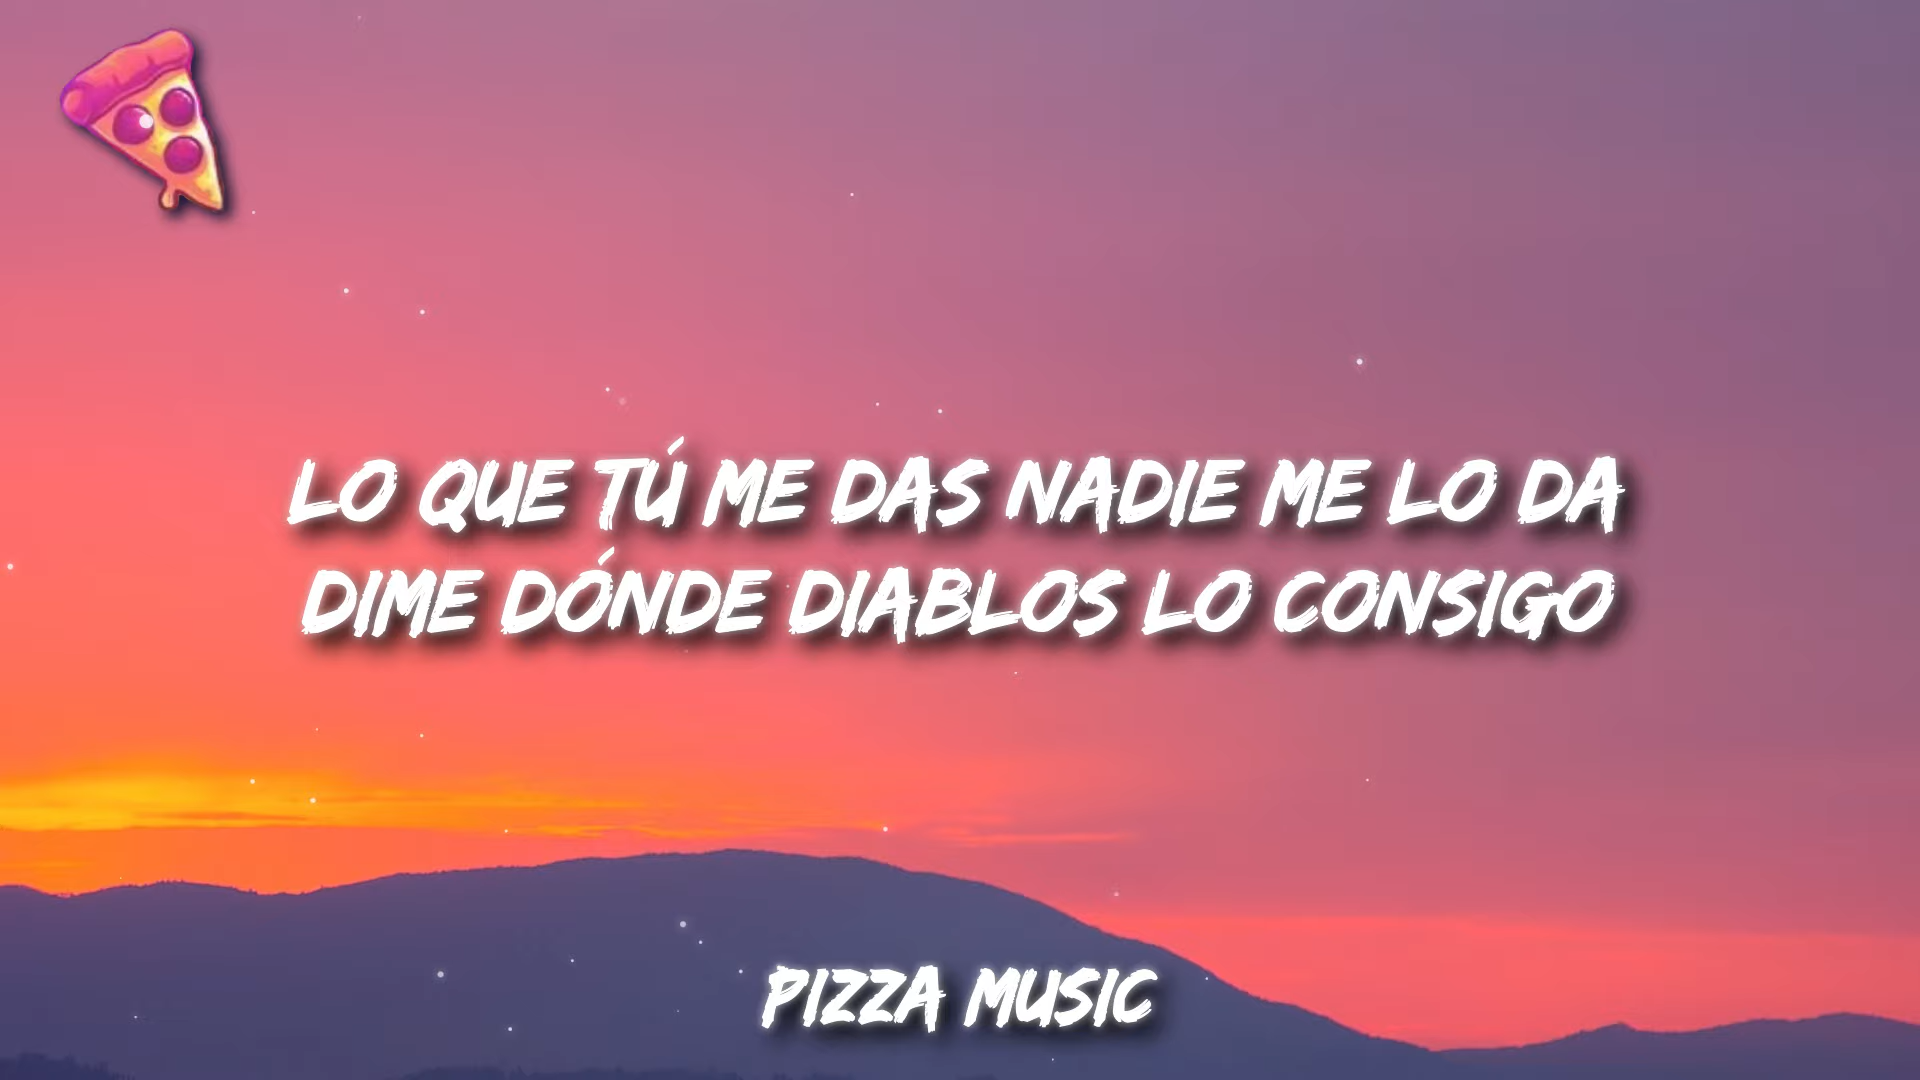 LO QUE TÚ ME DAS NADIE ME LO DA
DIME DÓNDE DIABLOS LO CONSIGO
PIZZA MUSIC